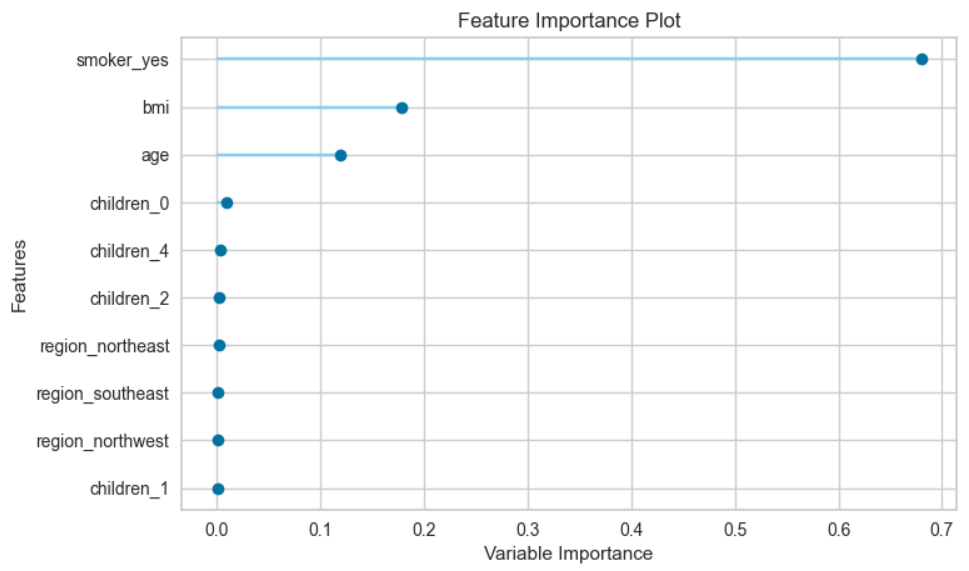 Feature Importance Plot
smoker_yes
bmi
age
children_0
children_4
children_2
region_northeast
region_southeast
region_northwest
children_1
Features
0.0 0.1 0.2 0.3 0.4 0.5 0.6 0.7
Variable Importance